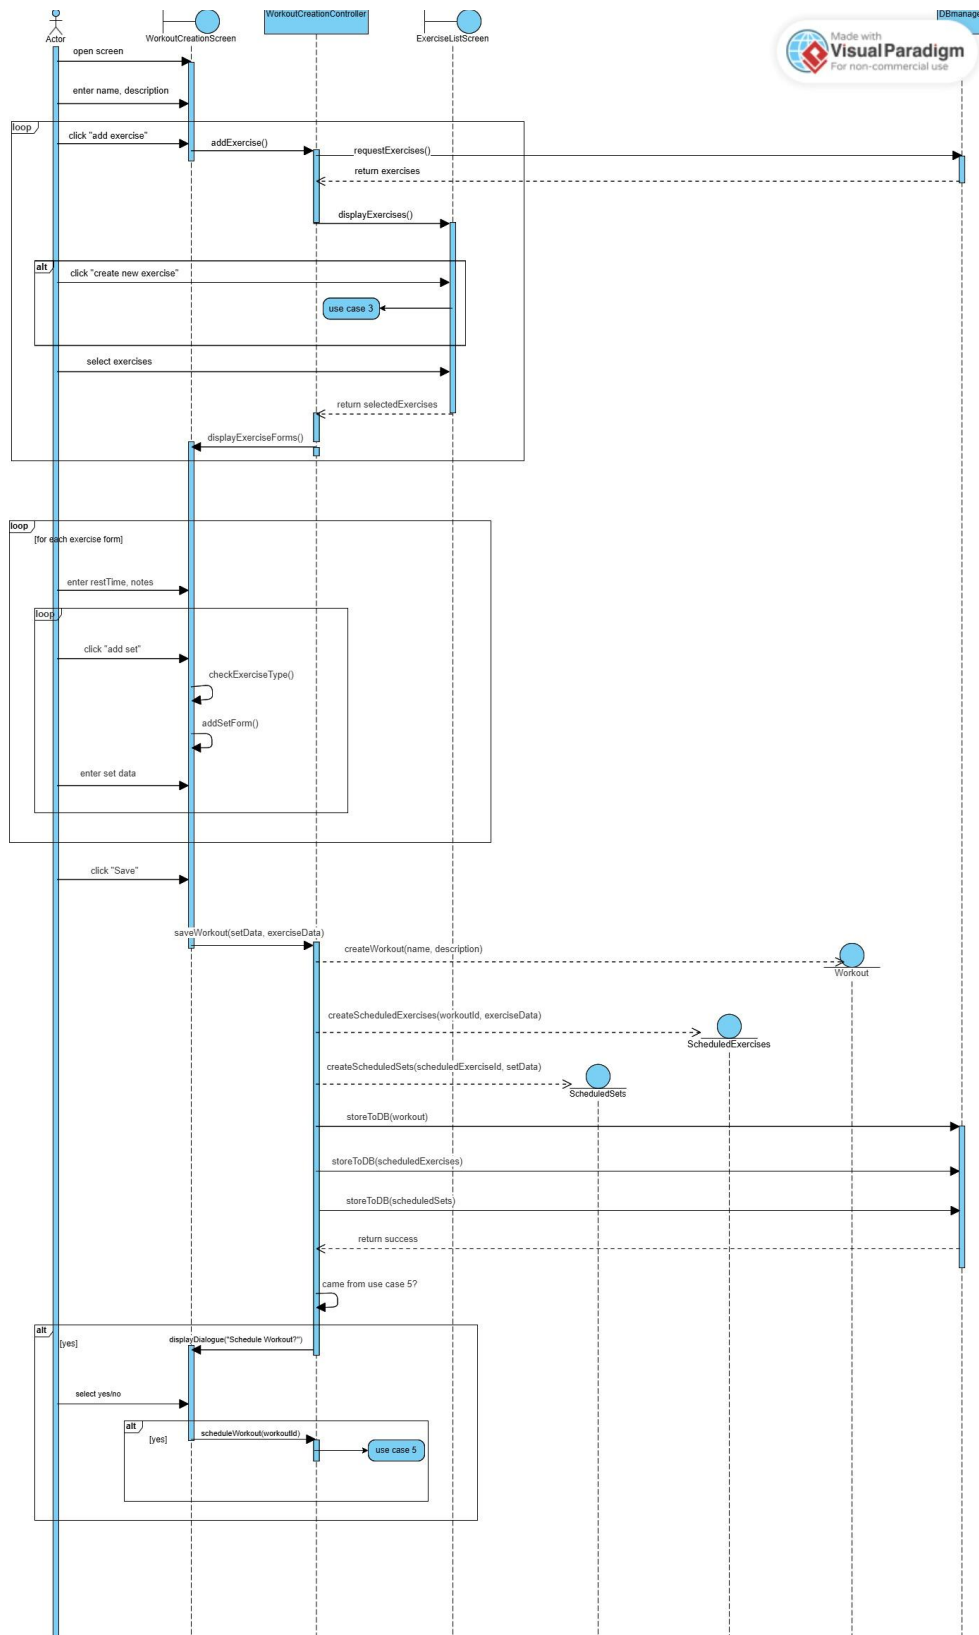 WorkoutCreationController
DBmanage
Actor
WorkoutCreationScreen
ExerciseListScreen
Made with
VisualParadigm
For non-commercial use
open screen
enter name, description
loop
click "add exercise"
addExercise()
requestExercises()
return exercises
displayExercises()
alt
click "create new exercise"
use case 3
select exercises
return selectedExercises
displayExerciseForms()
loop
[for each exercise form]
enter restTime, notes
loop
click "add set"
checkExerciseType()
addSetForm()
enter set data
click "Save"
saveWorkout(setData, exerciseData)
createWorkout(name, description)
Workout
createScheduledExercises(workoutId, exerciseData)
ScheduledExercises
createScheduledSets(scheduledExerciseId, setData)
ScheduledSets
storeToDB(workout)
storeToDB(scheduledExercises)
storeToDB(scheduledSets)
return success
came from use case 5?
alt
[yes]
displayDialogue("Schedule Workout?")
select yes/no
alt
[yes]
scheduleWorkout(workoutId)
use case 5